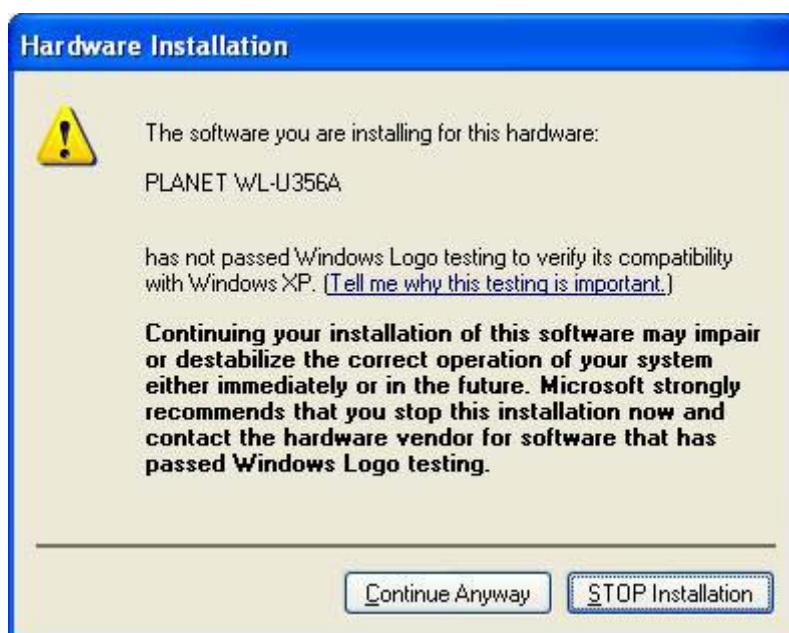 Hardware Installation
The software you are installing for this hardware:
PLANET WL-U356A
has not passed Windows Logo testing to verify its compatibility
with Windows XP. (Tell me why this testing is important.)
Continuing your installation of this software may impair
or destabilize the correct operation of your system
either immediately or in the future. Microsoft strongly
recommends that you stop this installation now and
contact the hardware vendor for software that has
passed Windows Logo testing.
Continue Anyway
STOP Installation